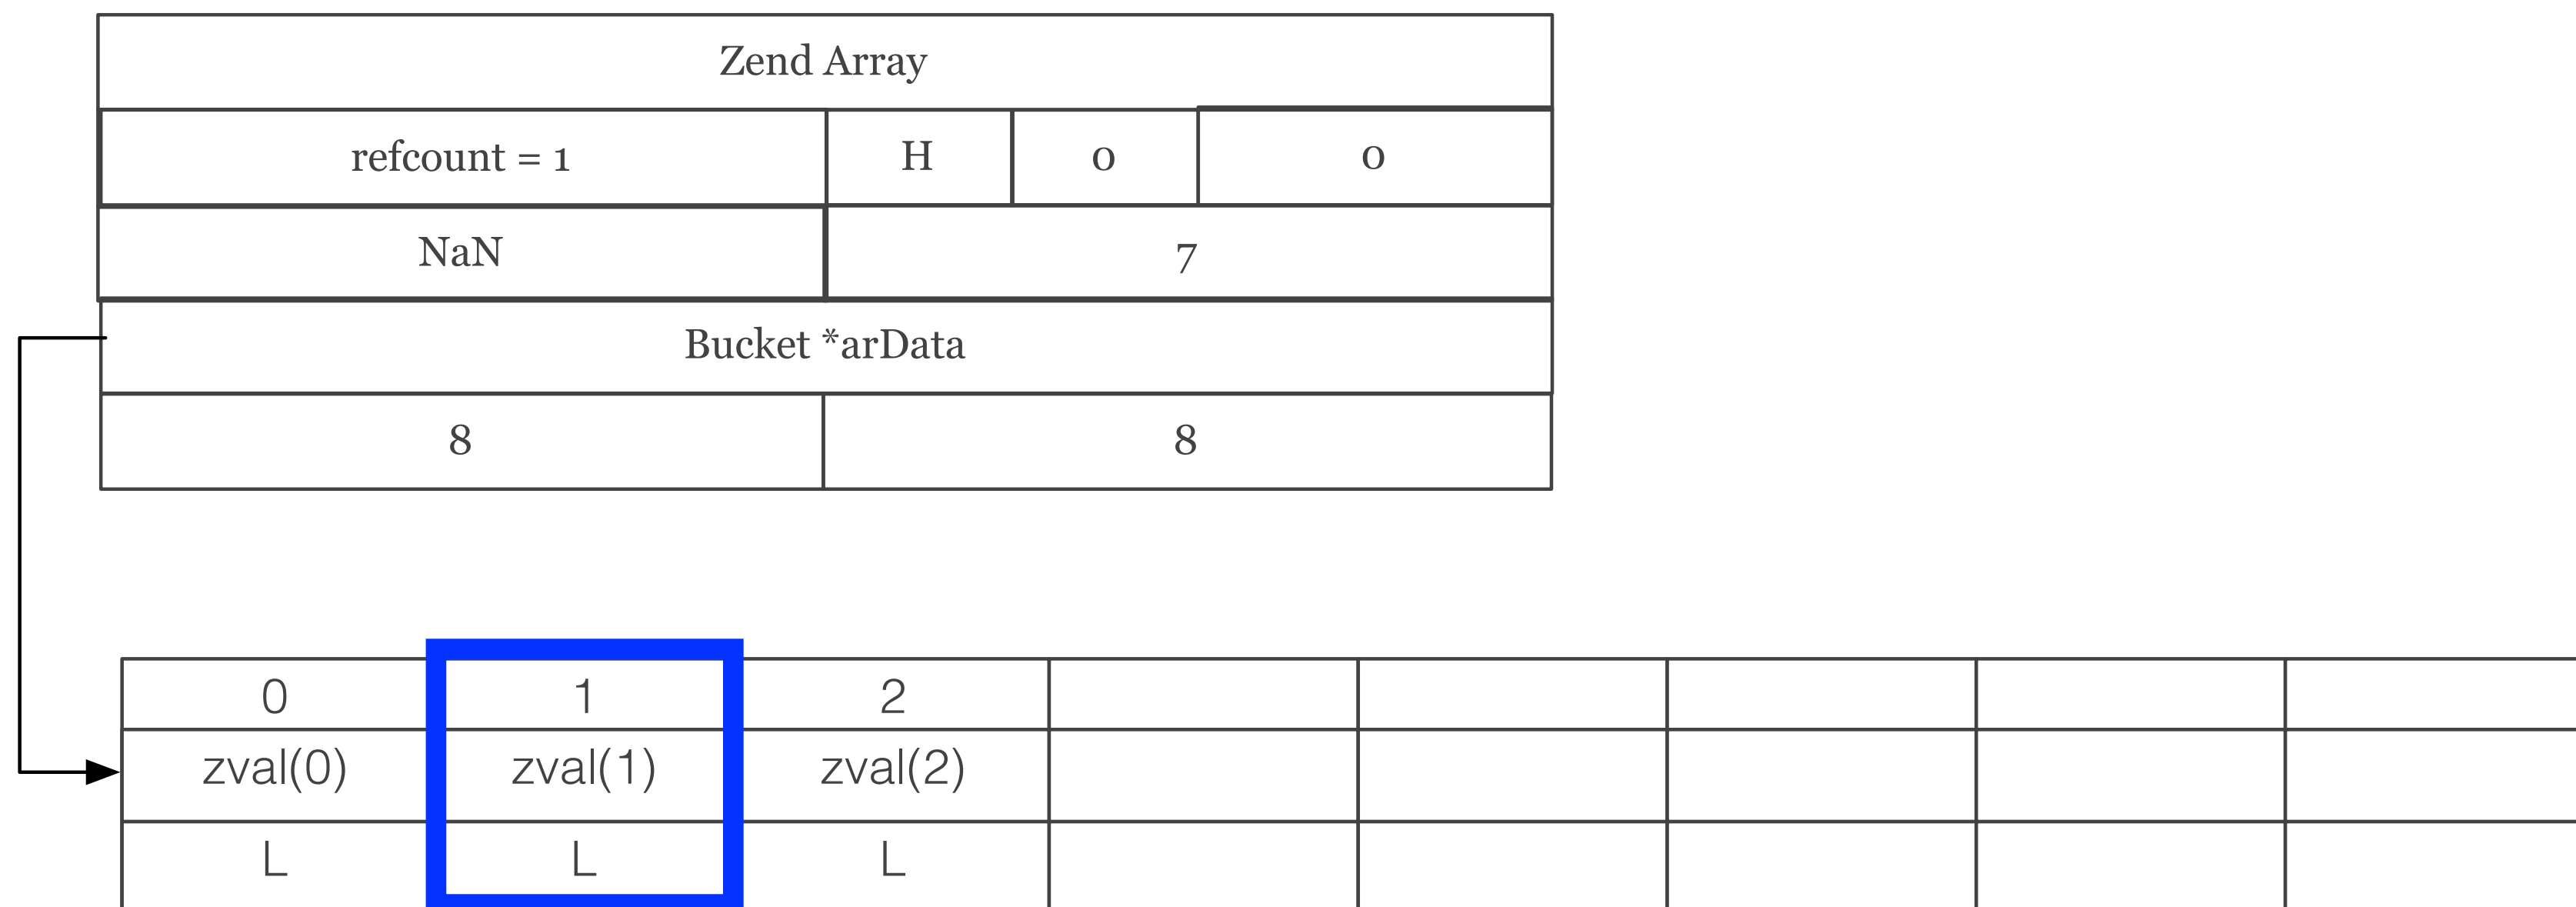 Zend Array
refcount = 1 H 0 0
NaN 7
Bucket *arData
8 8
0 1 2
zval(0) zval(1) zval(2)
L L L